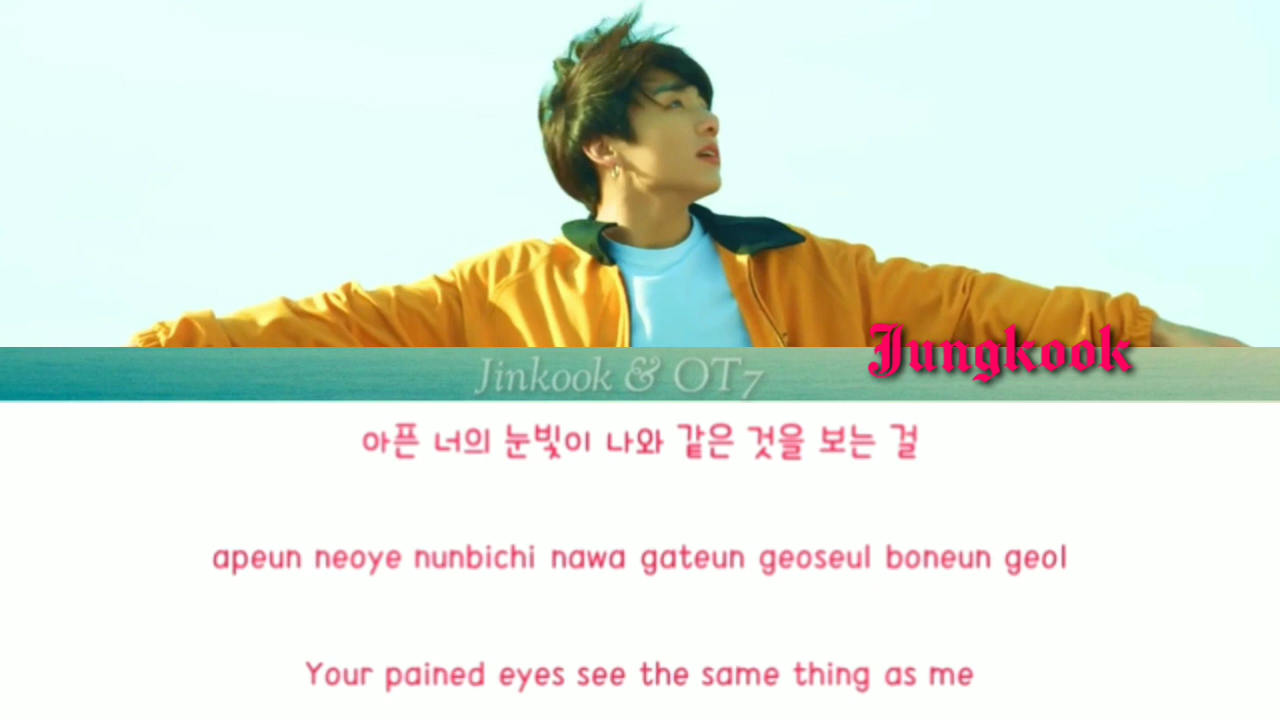 Jinkook & OT7
Jungkook
아픈 너의 눈빛이 나와 같은 것을 보는 걸
apeun neoye nunbichi nawa gateun geoseul boneun geol
Your pained eyes see the same thing as me